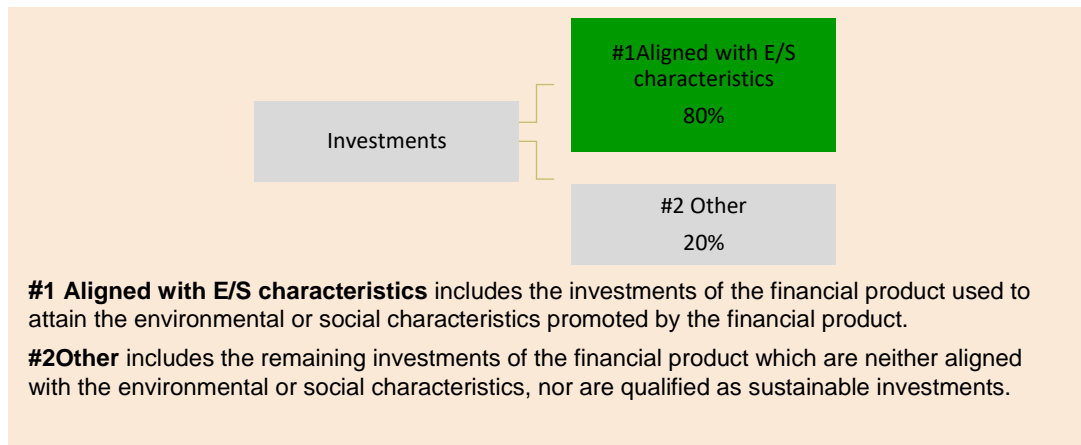 #1Aligned with E/S
characteristics
80%
Investments
#2 Other
20%
#1 Aligned with E/S characteristics includes the investments of the financial product used to
attain the environmental or social characteristics promoted by the financial product.
#2Other includes the remaining investments of the financial product which are neither aligned
with the environmental or social characteristics, nor are qualified as sustainable investments.